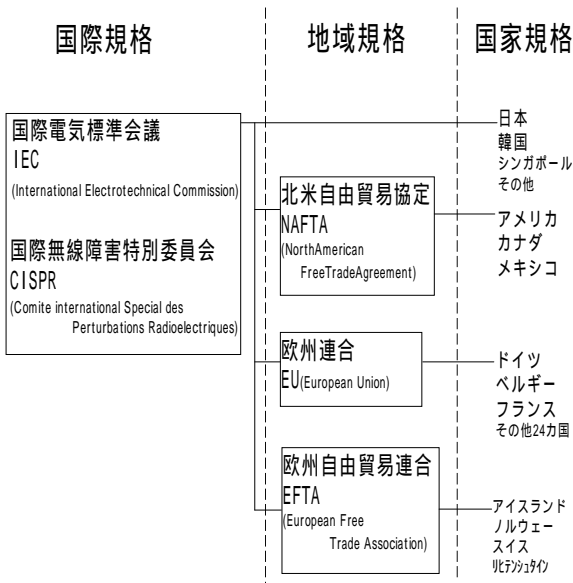 国際規格
地域規格
国家規格
国際電気標準会議
IEC
(International Electrotechnical Commission)
国際無線障害特別委員会
CISPR
(Comite international Special des
Perturbations Radioelectriques)
北米自由貿易協定
NAFTA
(NorthAmerican
FreeTradeAgreement)
欧州連合
EU(European Union)
欧州自由貿易連合
EFTA
(European Free
Trade Association)
日本
韓国
シンガポール
その他
アメリカ
カナダ
メキシコ
ドイツ
ベルギー
フランス
その他24カ国
アイスランド
ノルウェー
スイス
リヒテンシュタイン